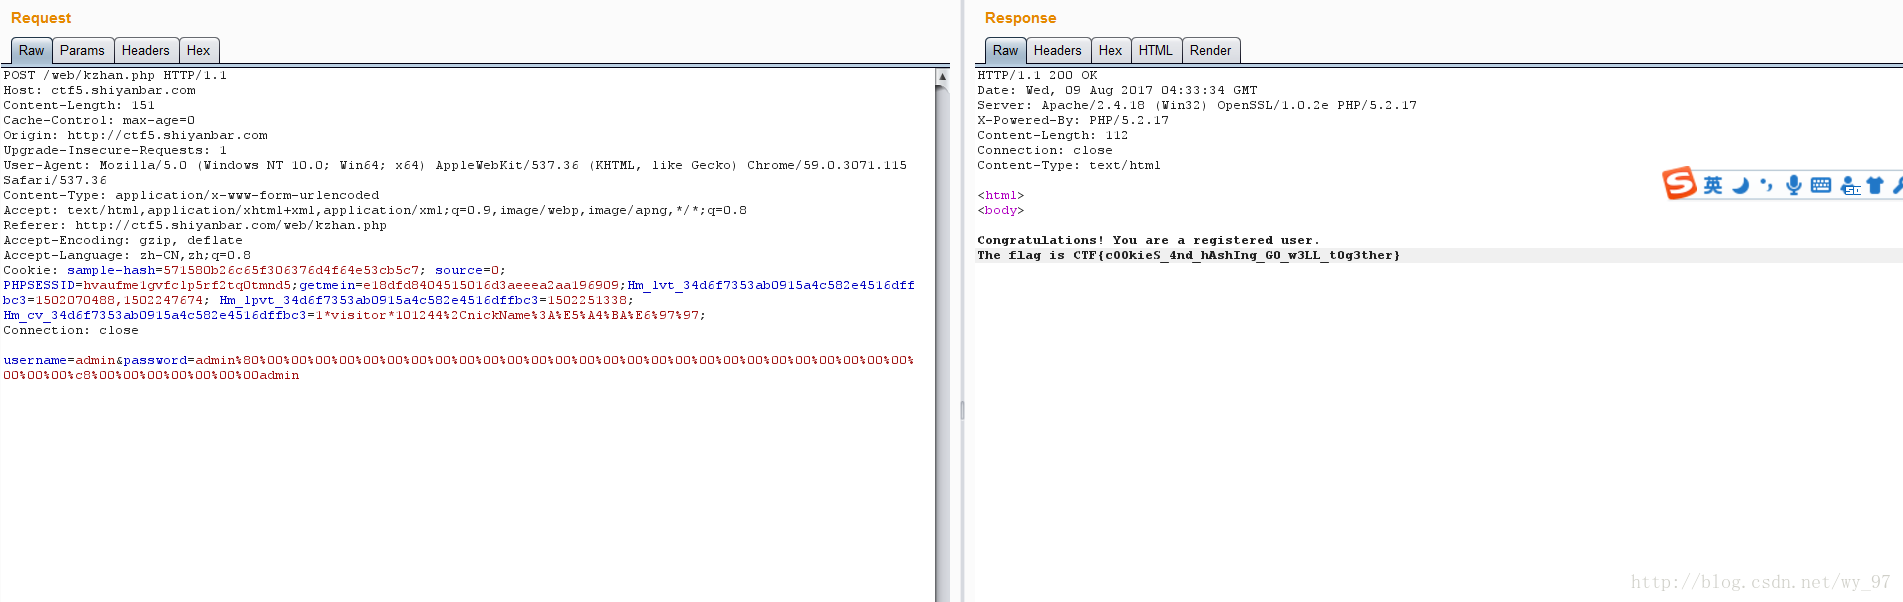 Request
Raw Params Headers Hex
POST /web/kzhan.php HTTP/1.1
Host: ctf5.shiyanbar.com
Content-Length: 151
Cache-Control: max-age=0
Origin: http://ctf5.shiyanbar.com
Upgrade-Insecure-Requests: 1
User-Agent: Mozilla/5.0 (Windows NT 10.0; Win64; x64) AppleWebKit/537.36 (KHTML, like Gecko) Chrome/59.0.3071.115
Safari/537.36
Content-Type: application/x-www-form-urlencoded
Accept: text/html,application/xhtml+xml,application/xml;q=0.9,image/webp,image/apng,*/*;q=0.8
Referer: http://ctf5.shiyanbar.com/web/kzhan.php
Accept-Encoding: gzip, deflate
Accept-Language: zh-CN,zh;q=0.8
Cookie: sample-hash=571580b26c65f306376d4f64e53cb5c7; source=0;
PHPSESSID=hvaufme1gvfc1p5rf2tq0tmnd5;getmein=e18dfd8404515016d3aeeea2aa196909;Hm_lvt_34d6f7353ab0915a4c582e4516dff
bc3=1502070488,1502247674; Hm_lpvt_34d6f7353ab0915a4c582e4516dffbc3=1502251338;
Hm_cv_34d6f7353ab0915a4c582e4516dffbc3=1*visitor*101244%2CnickName%3A%E5%A4%BA%E6%97%97;
Connection: close
username=admin&password=admin%80%00%00%00%00%00%00%00%00%00%00%00%00%00%00%00%00%00%00%00%00%00%00%00%00%00%00%00%
00%00%00%c8%00%00%00%00%00%00%00admin
Response
Raw Headers Hex HTML Render
HTTP/1.1 200 OK
Date: Wed, 09 Aug 2017 04:33:34 GMT
Server: Apache/2.4.18 (Win32) OpenSSL/1.0.2e PHP/5.2.17
X-Powered-By: PHP/5.2.17
Content-Length: 112
Connection: close
Content-Type: text/html
<html>
<body>
Congratulations! You are a registered user.
The flag is CTF{cOOkieS_4nd_hAshIng_GO_w3LL_tOg3ther}
英
http://blog.csdn.net/wy_97